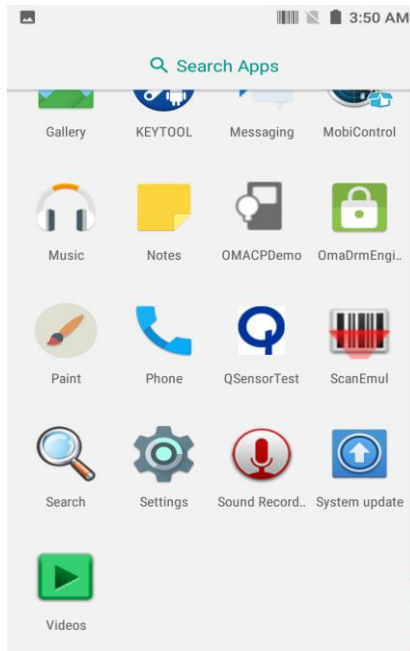 3:50 AM
Search Apps
Gallery KEYTOOL Messaging MobiControl
Music Notes OMACPDemo OmaDrmEngi..
Paint Phone QSensorTest ScanEmul
Search Settings Sound Record.. System update
Videos